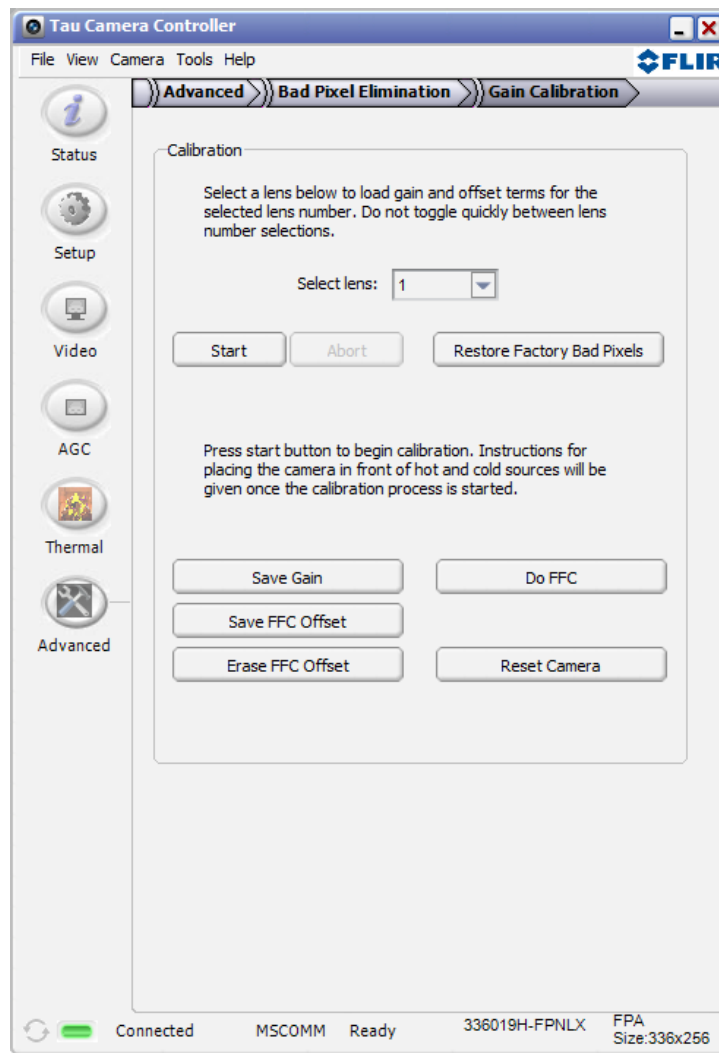 Tau Camera Controller
File View Camera Tools Help
FLIR
Advanced Bad Pixel Elimination Gain Calibration
Status
Setup
Video
AGC
Thermal
Advanced
Calibration
Select a lens below to load gain and offset terms for the
selected lens number. Do not toggle quickly between lens
number selections.
Select lens: 1
Start Abort Restore Factory Bad Pixels
Press start button to begin calibration. Instructions for
placing the camera in front of hot and cold sources will be
given once the calibration process is started.
Save Gain Do FFC
Save FFC Offset
Erase FFC Offset Reset Camera
Connected MSCOMM Ready 336019H-FPNLX FPA
Size:336x256